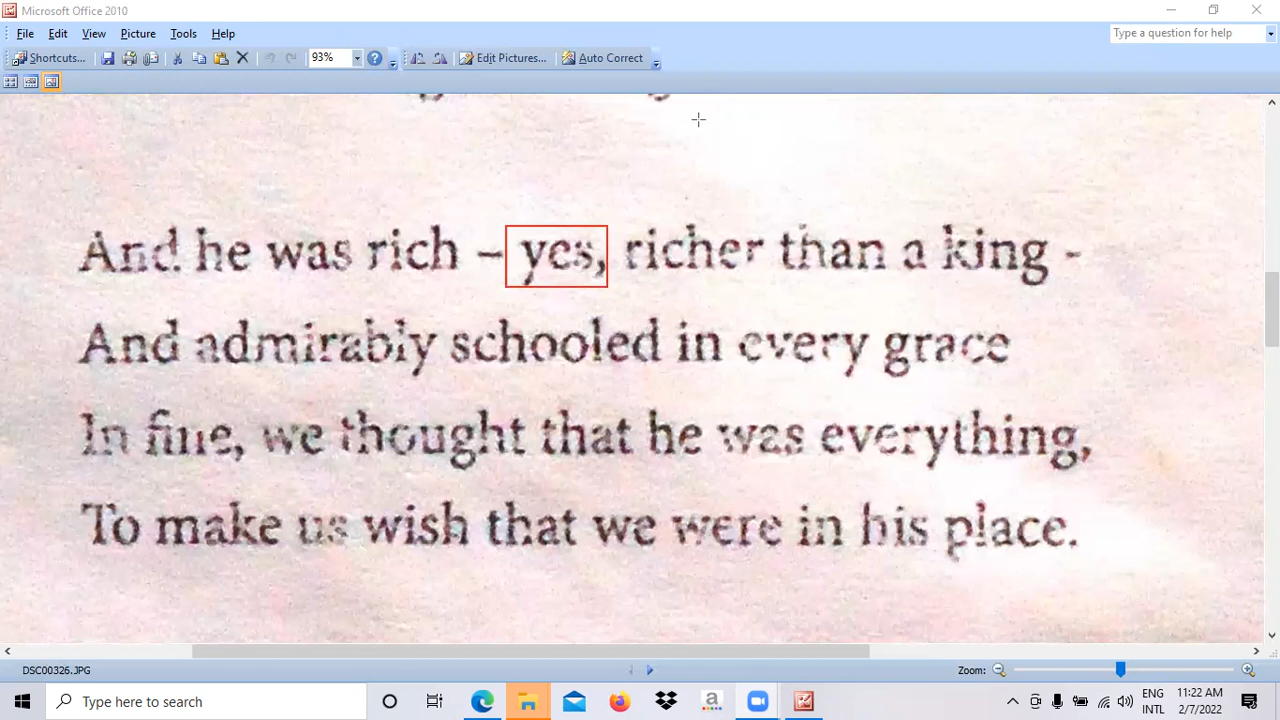 Microsoft Office 2010
File Edit View Picture Tools Help
Type a question for help
Shortcuts...
93%
Edit Pictures...
Auto Correct
And he was rich – yes, richer than a king -
And admirably schooled in every grace
In fine, we thought that he was everything,
To make us wish that we were in his place.
DSC00326.JPG
Zoom:
Type here to search
ENG
INTL
11:22 AM
2/7/2022